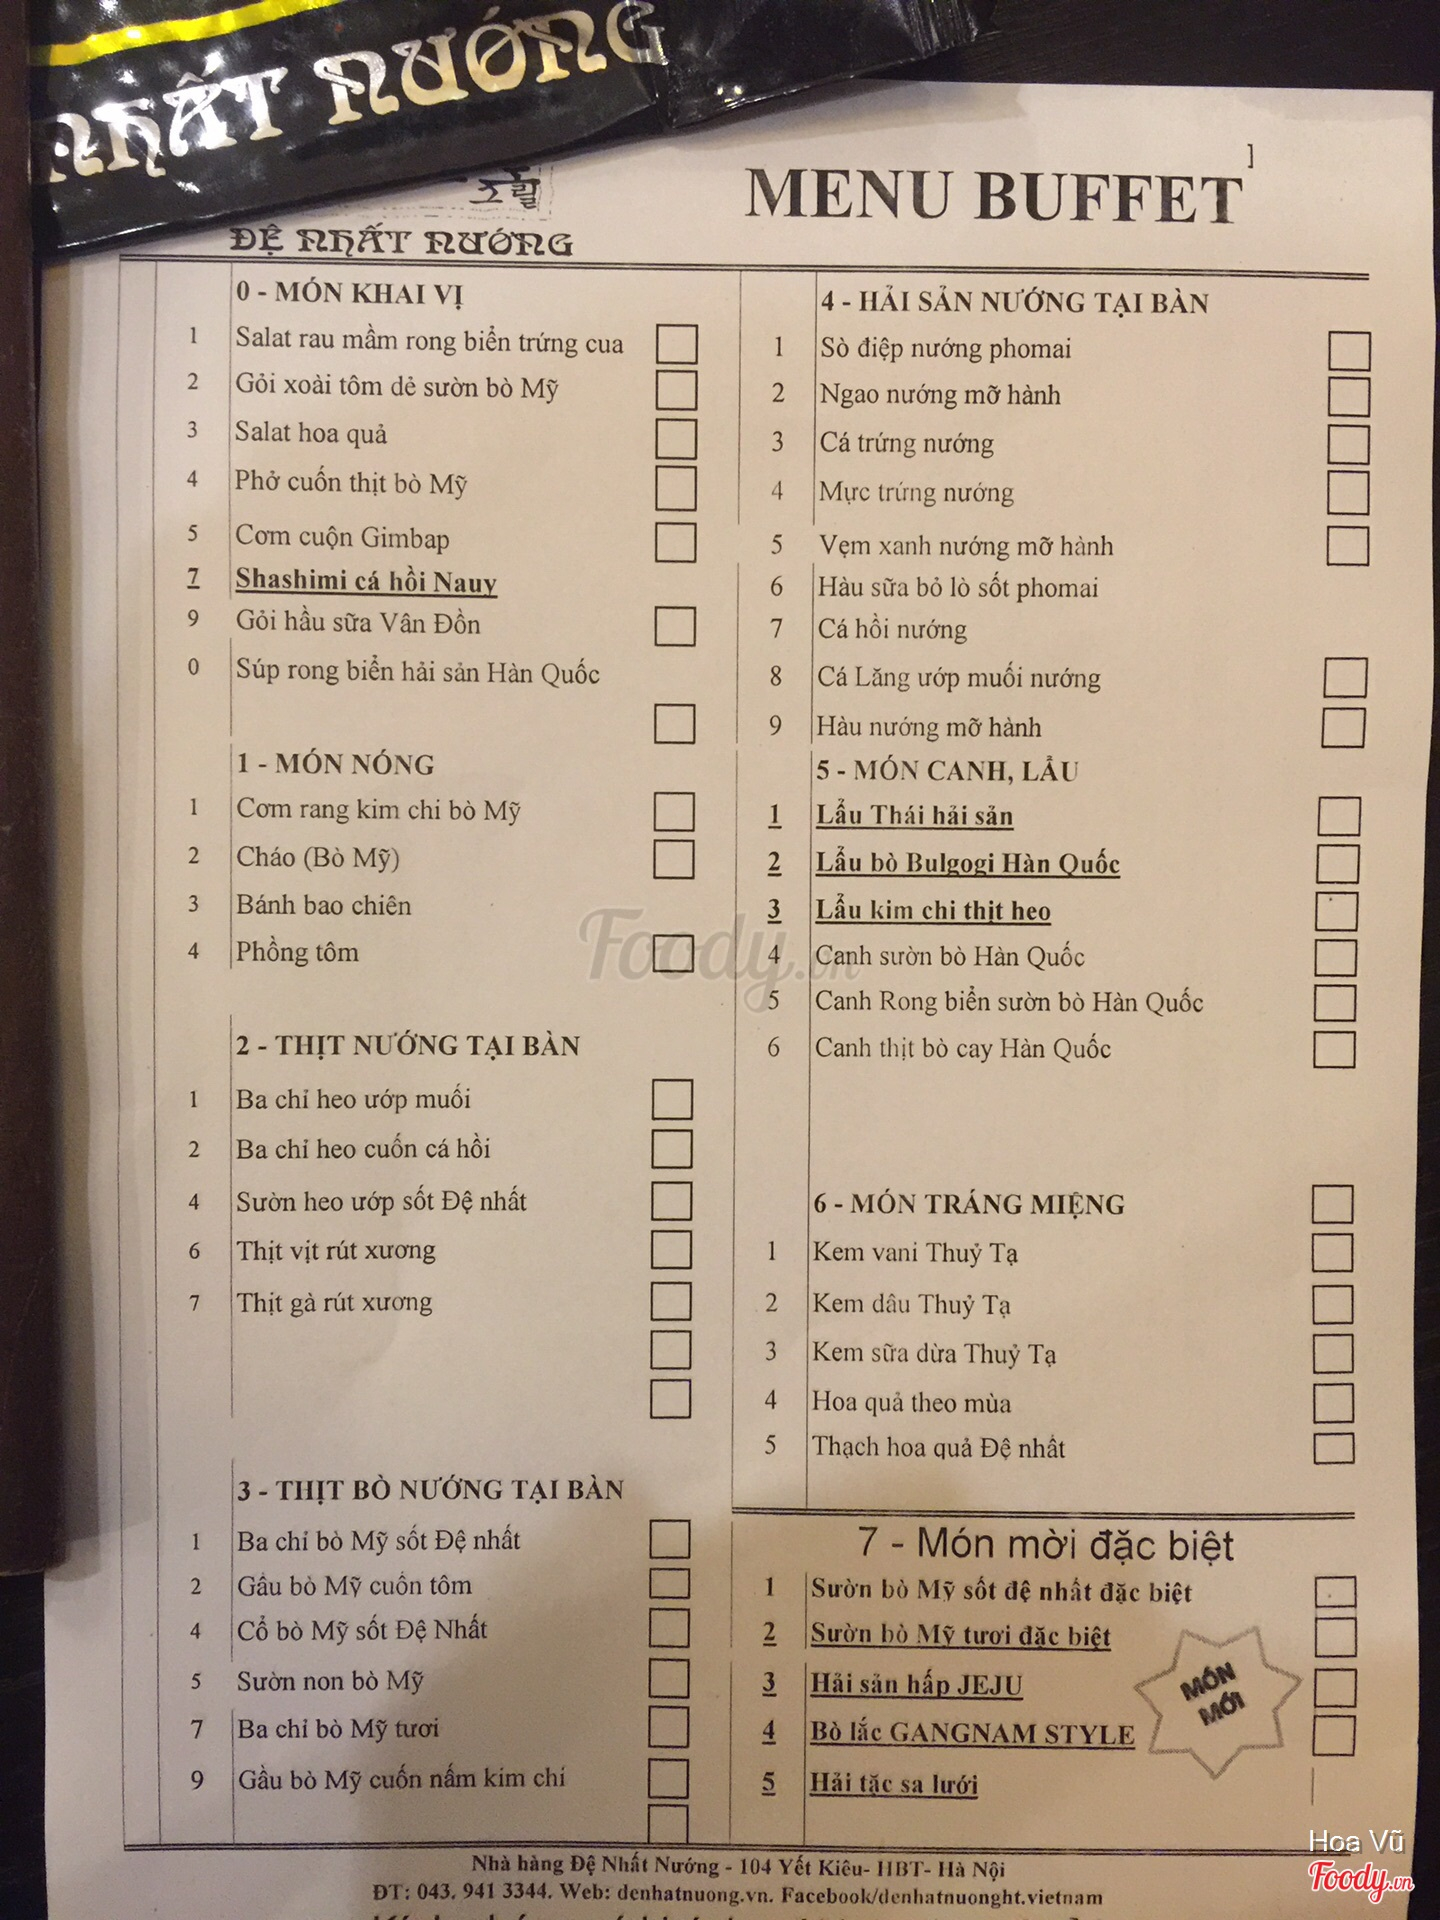 NHẤT NƯỚNG
ĐỆ NHẤT NƯỚNG
MENU BUFFET
]
0 - MÓN KHAI VỊ
1 Salat rau mầm rong biển trứng cua
2 Gỏi xoài tôm dẻ sườn bò Mỹ
3 Salat hoa quả
4 Phở cuốn thịt bò Mỹ
5 Cơm cuộn Gimbap
7 Shashimi cá hồi Nauy
9 Gỏi hầu sữa Vân Đồn
0 Súp rong biển hải sản Hàn Quốc
1 - MÓN NÓNG
1 Cơm rang kim chi bò Mỹ
2 Cháo (Bò Mỹ)
3 Bánh bao chiên
4 Phồng tôm
2 - THỊT NƯỚNG TẠI BÀN
1 Ba chỉ heo ướp muối
2 Ba chỉ heo cuốn cá hồi
4 Sườn heo ướp sốt Đệ nhất
6 Thịt vịt rút xương
7 Thịt gà rút xương
3 - THỊT BÒ NƯỚNG TẠI BÀN
1 Ba chỉ bò Mỹ sốt Đệ nhất
2 Gầu bò Mỹ cuốn tôm
4 Cổ bò Mỹ sốt Đệ Nhất
5 Sườn non bò Mỹ
7 Ba chỉ bò Mỹ tươi
9 Gầu bò Mỹ cuốn nấm kim chi
4 - HẢI SẢN NƯỚNG TẠI BÀN
1 Sò điệp nướng phomai
2 Ngao nướng mỡ hành
3 Cá trứng nướng
4 Mực trứng nướng
5 Vẹm xanh nướng mỡ hành
6 Hàu sữa bỏ lò sốt phomai
7 Cá hồi nướng
8 Cá Lăng ướp muối nướng
9 Hàu nướng mỡ hành
5 - MÓN CANH, LẨU
1 Lẩu Thái hải sản
2 Lẩu bò Bulgogi Hàn Quốc
3 Lẩu kim chi thịt heo
4 Canh sườn bò Hàn Quốc
5 Canh Rong biển sườn bò Hàn Quốc
6 Canh thịt bò cay Hàn Quốc
6 - MÓN TRÁNG MIỆNG
1 Kem vani Thuỷ Tạ
2 Kem dâu Thuỷ Tạ
3 Kem sữa dừa Thuỷ Tạ
4 Hoa quả theo mùa
5 Thạch hoa quả Đệ nhất
7 - Món mời đặc biệt
1 Sườn bò Mỹ sốt đệ nhất đặc biệt
2 Sườn bò Mỹ tươi đặc biệt
3 Hải sản hấp JEJU
4 Bò lắc GANGNAM STYLE
5 Hải tặc sa lưới
MÓN
MỚI
Nhà hàng Đệ Nhất Nướng - 104 Yết Kiêu- HBT- Hà Nội
ĐT: 043. 941 3344. Web: denhatnuong.vn. Facebook/denhatnuonght.vietnam
Foody.vn
Hoa Vũ
Foody.vn